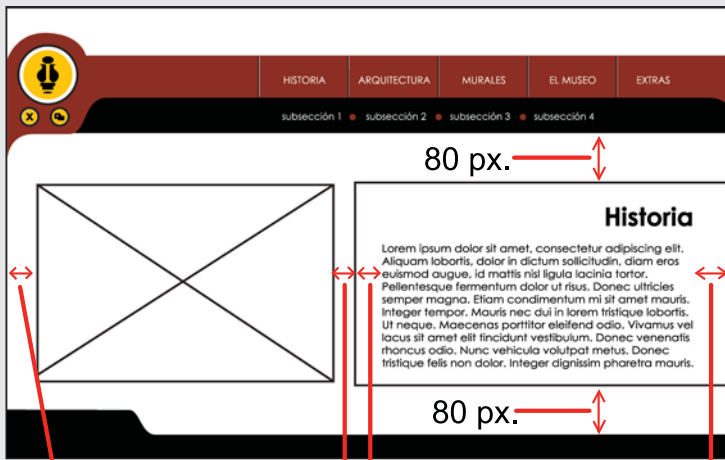 HISTORIA ARQUITECTURA MURALES EL MUSEO EXTRAS
X
subsección 1 subsección 2 subsección 3 subsección 4
80 px.
Historia
Lorem ipsum dolor sit amet, consectetur adipiscing elit.
Aliquam lobortis, dolor in dictum sollicitudin, diam eros
euismod augue, id mattis nisl ligula lacinia tortor.
Pellentesque fermentum dolor ut risus. Donec ultricies
semper magna. Etiam condimentum mi sit amet mauris.
Integer tempor. Mauris nec dui in lorem tristique lobortis.
Ut neque. Maecenas porttitor eleifend odio. Vivamus vel
lacus sit amet elit tincidunt vestibulum. Donec venenatis
rhoncus odio. Nunc vehicula volutpat metus. Donec
tristique felis non dolor. Integer dignissim pharetra mauris.
80 px.